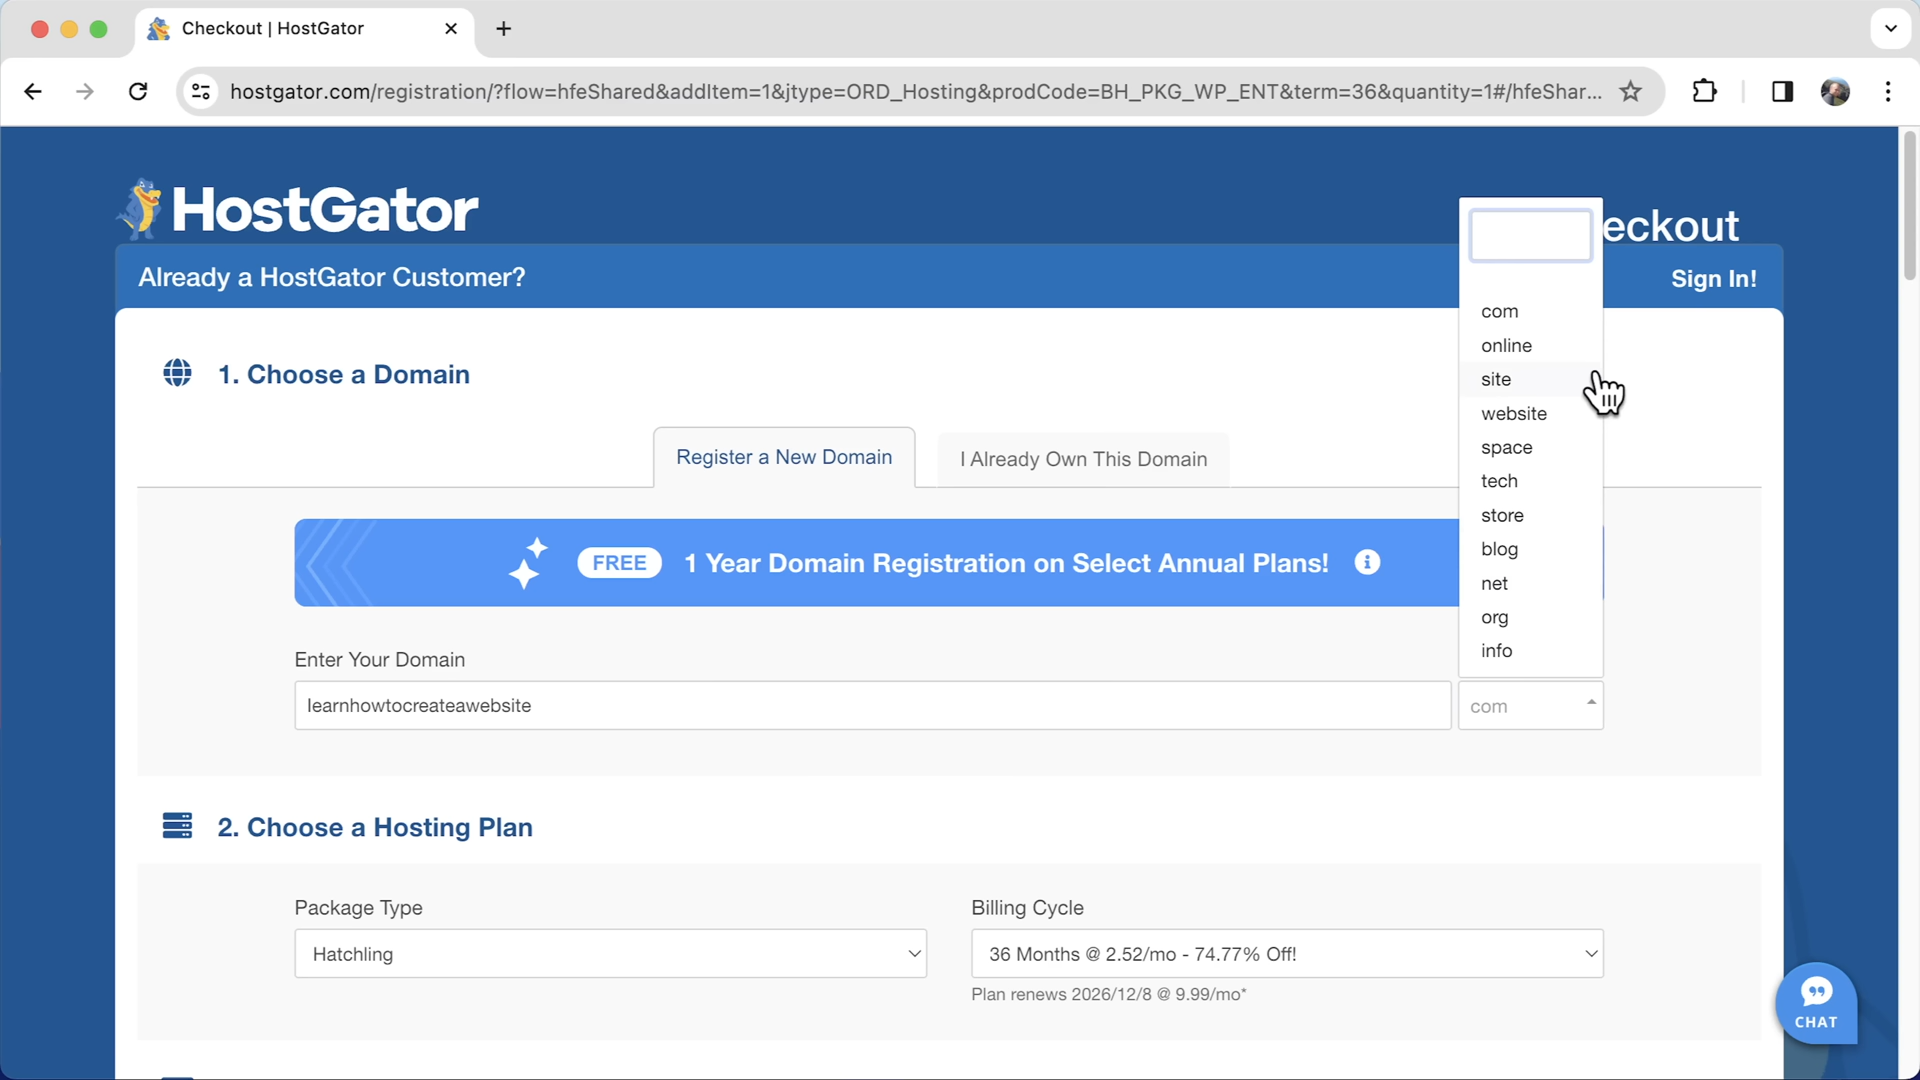 Checkout | HostGator
hostgator.com/registration/?flow=hfeShared&addItem=1&jtype=ORD_Hosting&prodCode=BH_PKG_WP_ENT&term=36&quantity=1#/hfeShar...
HostGator
eckout
Already a HostGator Customer?
Sign In!
1. Choose a Domain
Register a New Domain
I Already Own This Domain
FREE 1 Year Domain Registration on Select Annual Plans!
com
online
site
website
space
tech
store
blog
net
org
info
Enter Your Domain
learnhowtocreateawebsite
com
2. Choose a Hosting Plan
Package Type
Billing Cycle
Hatchling
36 Months @ 2.52/mo - 74.77% Off!
Plan renews 2026/12/8 @ 9.99/mo*
CHAT